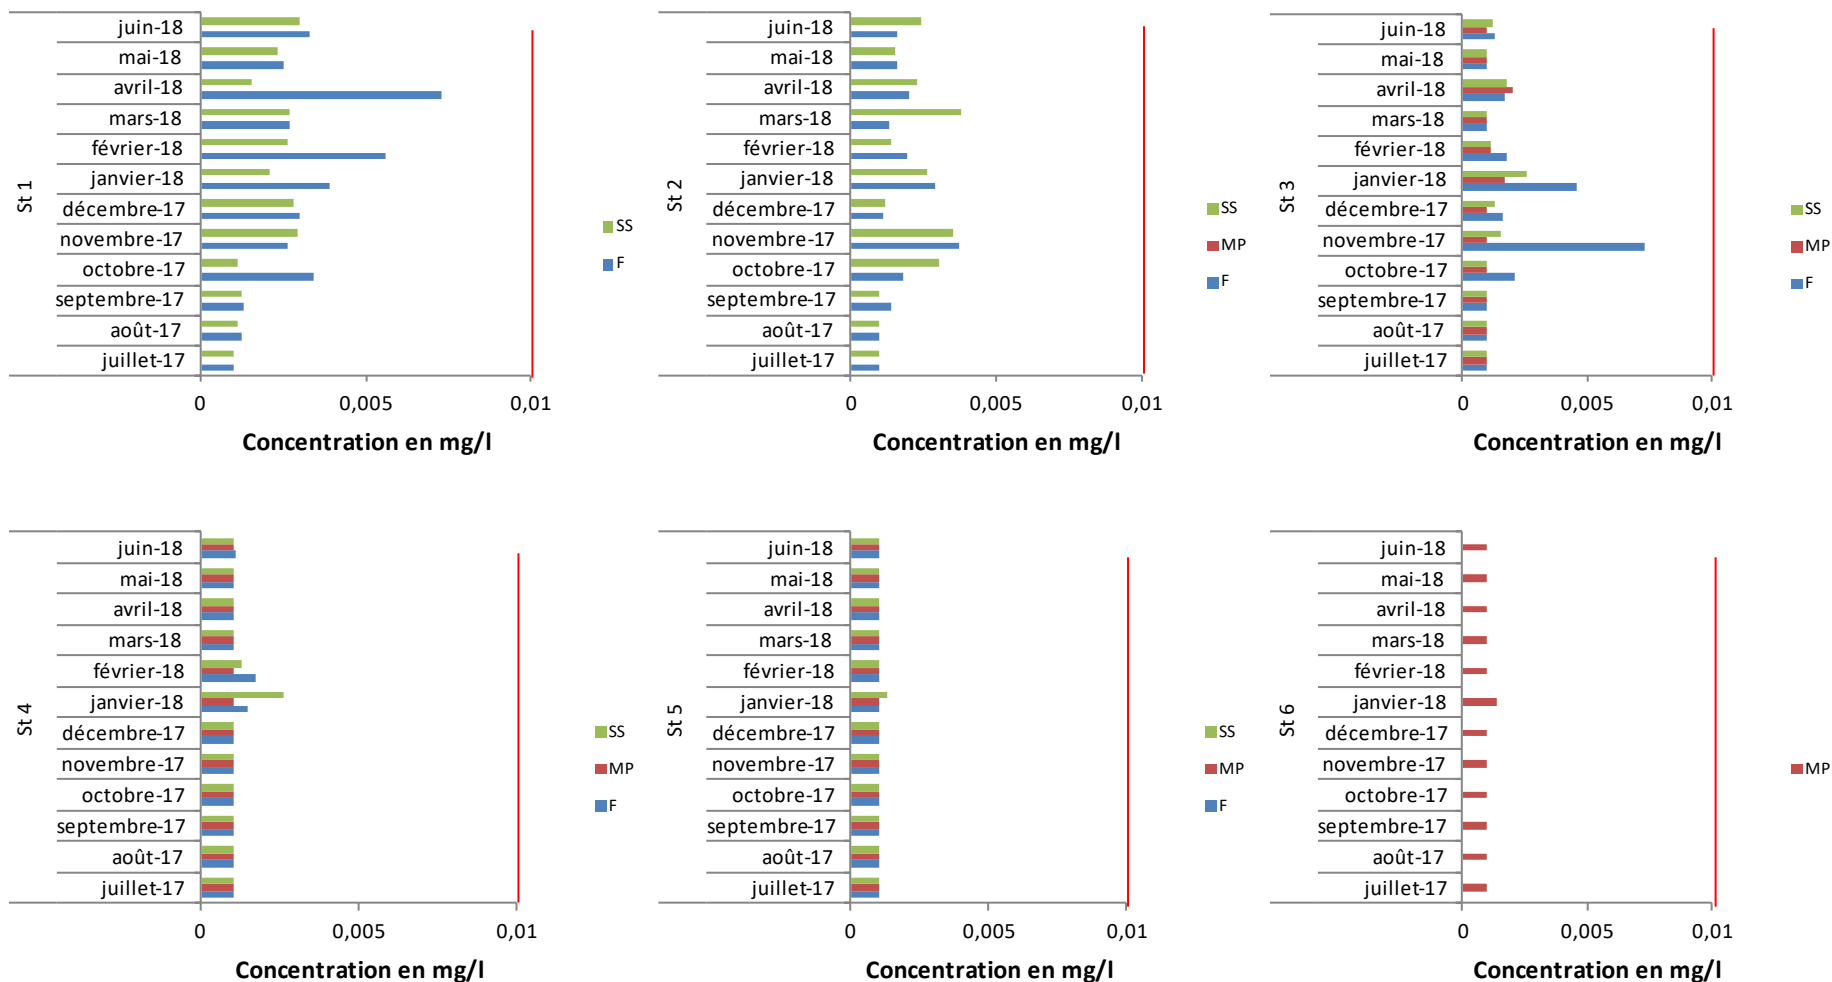 St 1
juin-18
mai-18
avril-18
mars-18
février-18
janvier-18
décembre-17
novembre-17
octobre-17
septembre-17
août-17
juillet-17
0
0,005
0,01
Concentration en mg/l
SS
F
St 2
juin-18
mai-18
avril-18
mars-18
février-18
janvier-18
décembre-17
novembre-17
octobre-17
septembre-17
août-17
juillet-17
0
0,005
0,01
Concentration en mg/l
SS
MP
F
St 3
juin-18
mai-18
avril-18
mars-18
février-18
janvier-18
décembre-17
novembre-17
octobre-17
septembre-17
août-17
juillet-17
0
0,005
0,01
Concentration en mg/l
SS
MP
F
St 4
juin-18
mai-18
avril-18
mars-18
février-18
janvier-18
décembre-17
novembre-17
octobre-17
septembre-17
août-17
juillet-17
0
0,005
0,01
Concentration en mg/l
SS
MP
F
St 5
juin-18
mai-18
avril-18
mars-18
février-18
janvier-18
décembre-17
novembre-17
octobre-17
septembre-17
août-17
juillet-17
0
0,005
0,01
Concentration en mg/l
SS
MP
F
St 6
juin-18
mai-18
avril-18
mars-18
février-18
janvier-18
décembre-17
novembre-17
octobre-17
septembre-17
août-17
juillet-17
0
0,005
0,01
Concentration en mg/l
MP